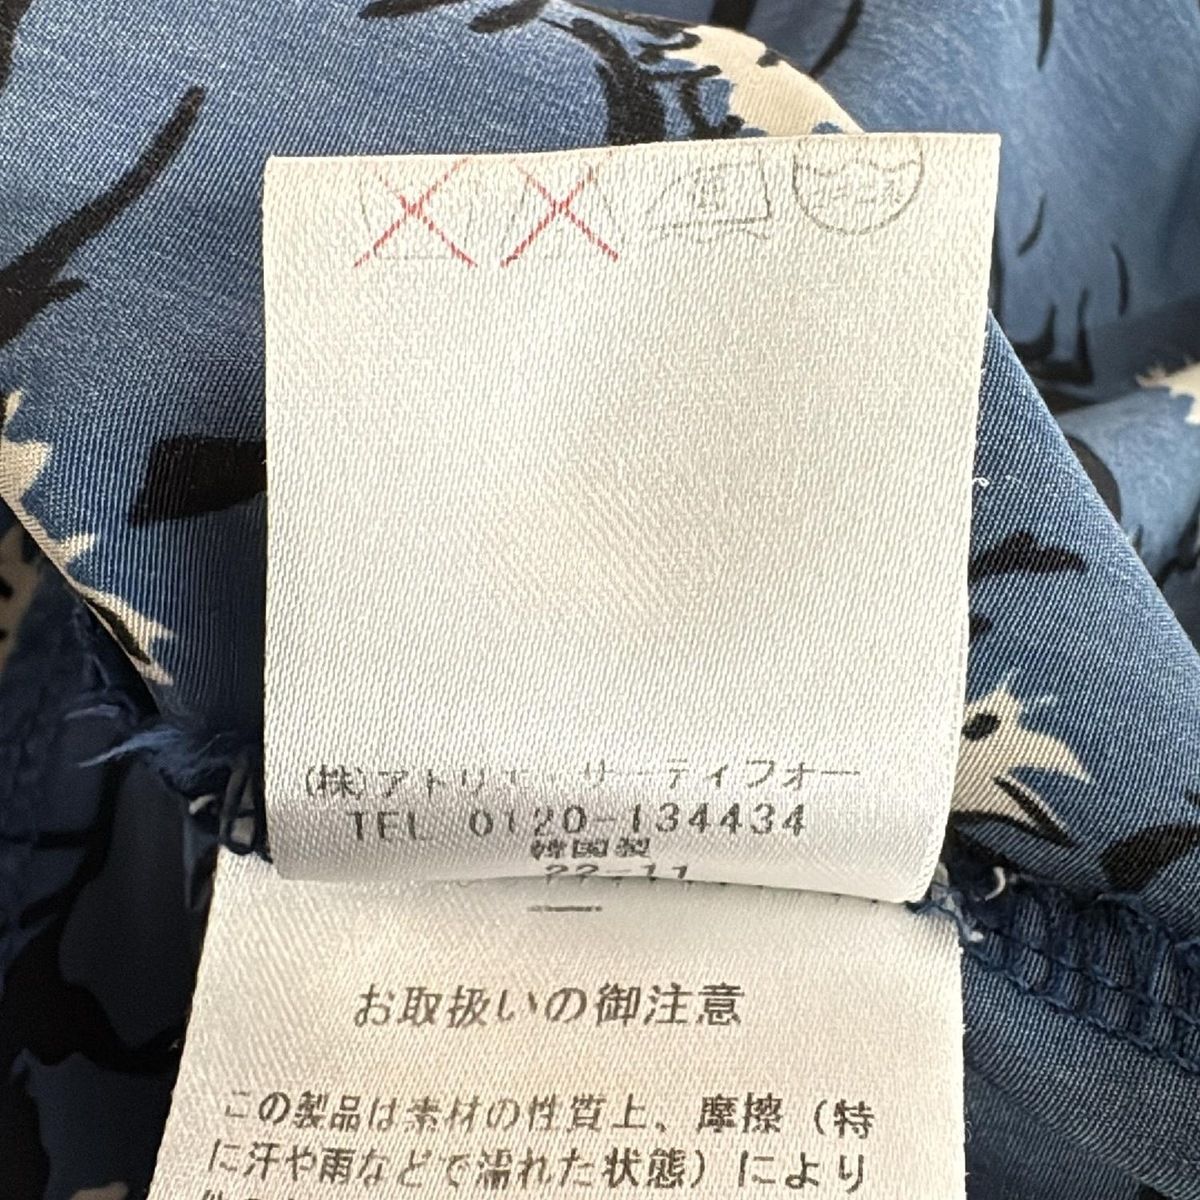 (株)アトリエ・サーティフォー
TEL 0120-134434
韓国製
22-11
お取扱いの御注意
この製品は素材の性質上、摩擦（特
に汗や雨などで濡れた状態）により